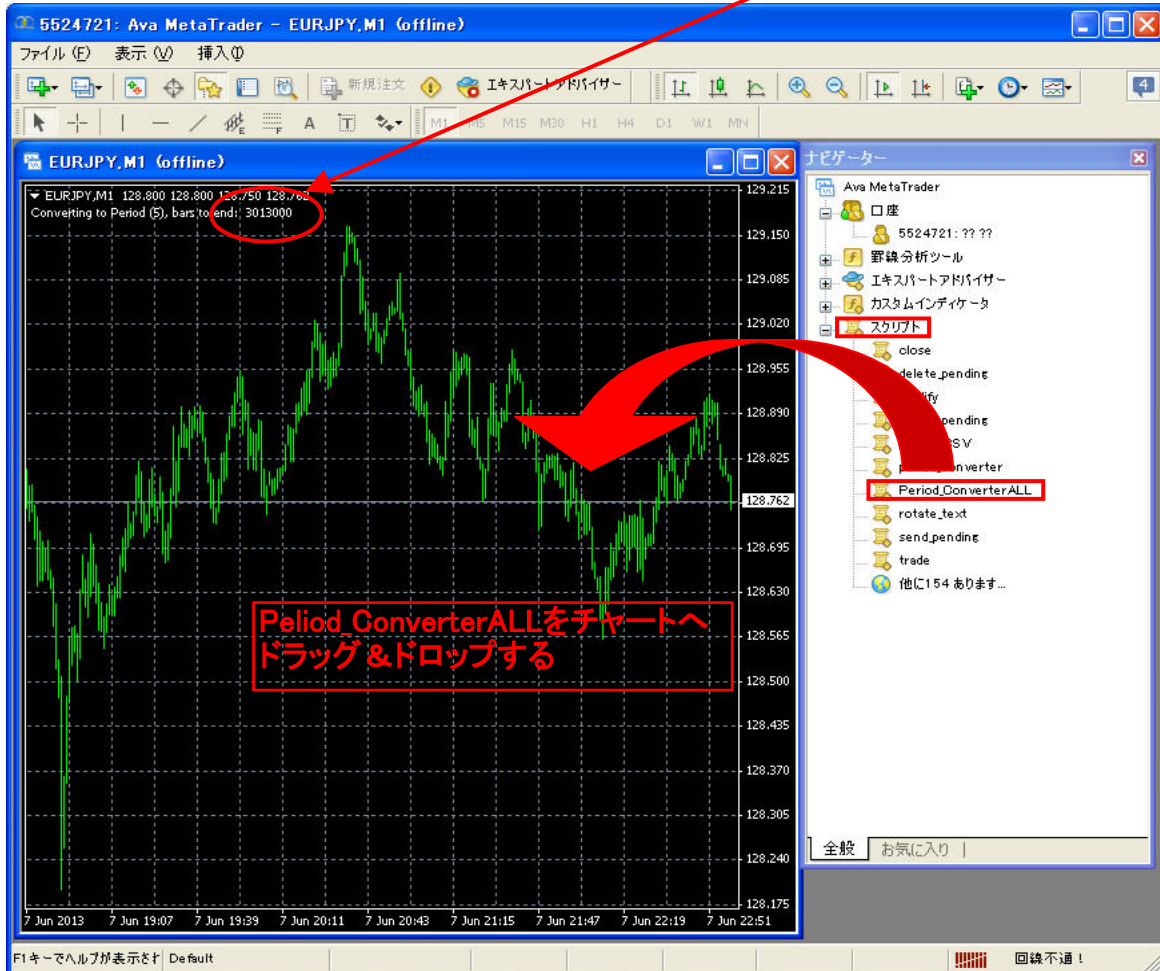 5524721: Ava MetaTrader - EURJPY,M1 (offline)
ファイル (F) 表示 (V) 挿入(I)
新規注文 エキスパートアドバイザー 4
A T M1 M5 M15 M30 H1 H4 D1 W1 MN
EURJPY,M1 (offline)
EURJPY,M1 128.800 128.800 128.750 128.762
Converting to Period (5), bars to end: 3013000
129.215
129.150
129.085
129.020
128.955
128.890
128.825
128.762
128.695
128.630
128.565
128.500
128.435
128.370
128.305
128.240
128.175
Peliod_ConverterALLをチャートへ
ドラッグ&ドロップする
7 Jun 2013 7 Jun 19:07 7 Jun 19:39 7 Jun 20:11 7 Jun 20:43 7 Jun 21:15 7 Jun 21:47 7 Jun 22:19 7 Jun 22:51
ナビゲーター
Ava MetaTrader
口座
5524721: ?? ??
罫線分析ツール
エキスパートアドバイザー
カスタムインディケータ
スクリプト
close
delete_pending
pending
Period_ConverterALL
rotate_text
send_pending
trade
他に154 あります...
全般 お気に入り
F1キーでヘルプが表示され Default 回線不通!